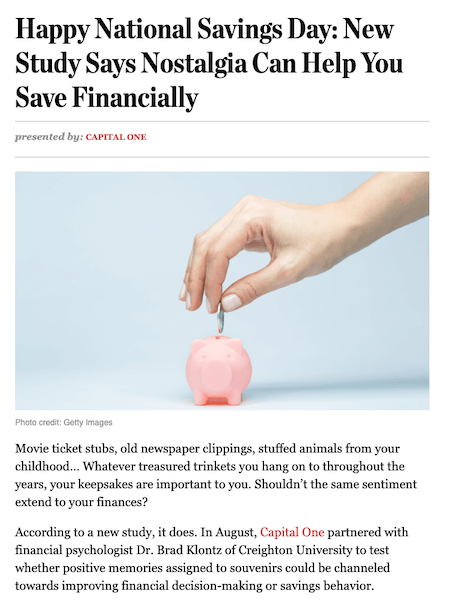 Happy National Savings Day: New
Study Says Nostalgia Can Help You
Save Financially
presented by: CAPITAL ONE
Photo credit: Getty Images
Movie ticket stubs, old newspaper clippings, stuffed animals from your
childhood... Whatever treasured trinkets you hang on to throughout the
years, your keepsakes are important to you. Shouldn't the same sentiment
extend to your finances?
According to a new study, it does. In August, Capital One partnered with
financial psychologist Dr. Brad Klontz of Creighton University to test
whether positive memories assigned to souvenirs could be channeled
towards improving financial decision-making or savings behavior.